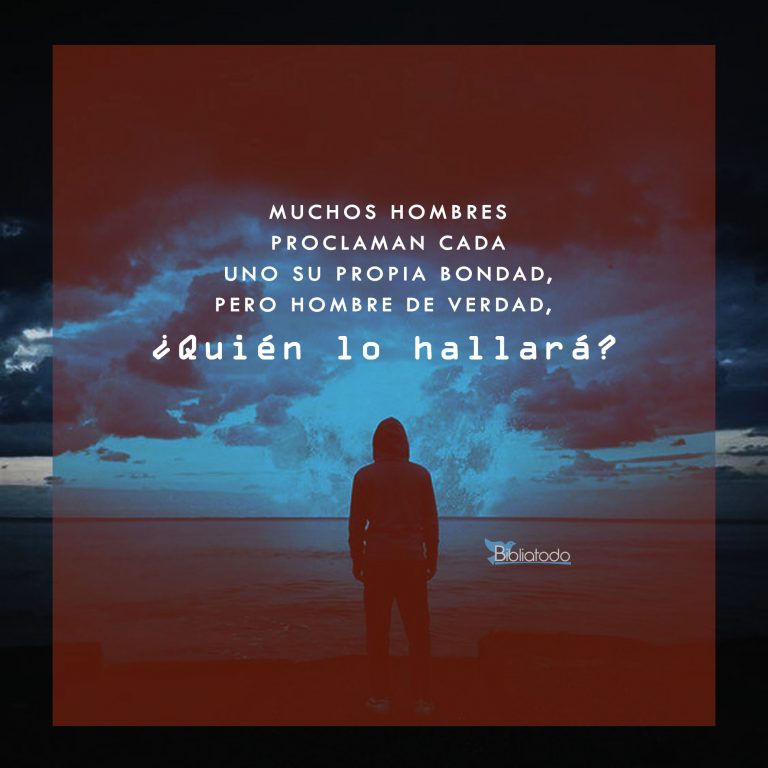 MUCHOS HOMBRES
PROCLAMAN CADA
UNO SU PROPIA BONDAD,
PERO HOMBRE DE VERDAD,
¿Quién lo hallará?
Bibliatodo